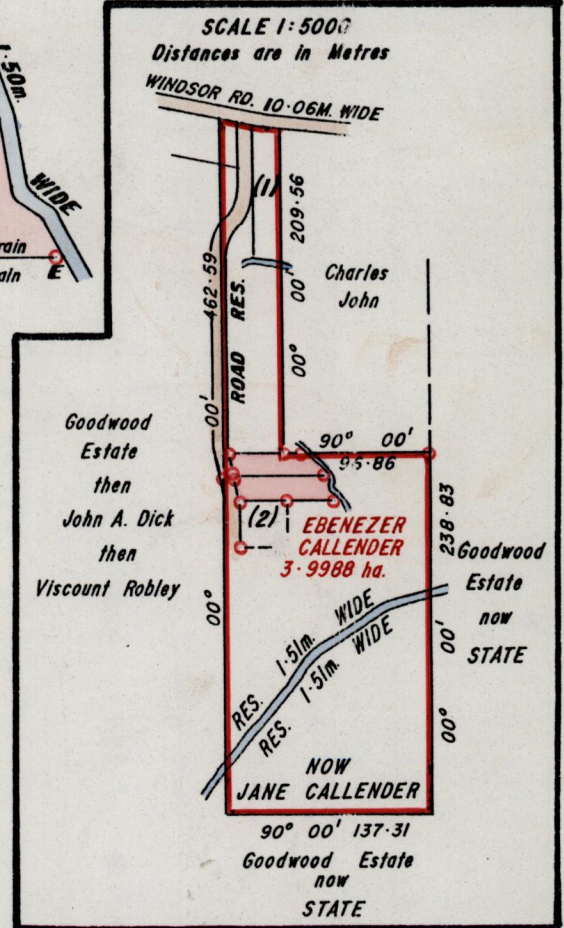 SCALE 1:5000
Distances are in Metres
WINDSOR RD. 10·06M. WIDE
1·50m.
WIDE
E
(1)
209·56
00'
00°
462·59
00'
00°
ROAD RES.
Charles
John
90° 00'
95·86
Goodwood
Estate
then
John A. Dick
then
Viscount Robley
(2)
EBENEZER
CALLENDER
3·9988 ha.
238·83
00'
00°
Goodwood
Estate
now
STATE
RES. 1·51m. WIDE
RES. 1·51m. WIDE
NOW
JANE CALLENDER
90° 00' 137·31
Goodwood Estate
now
STATE